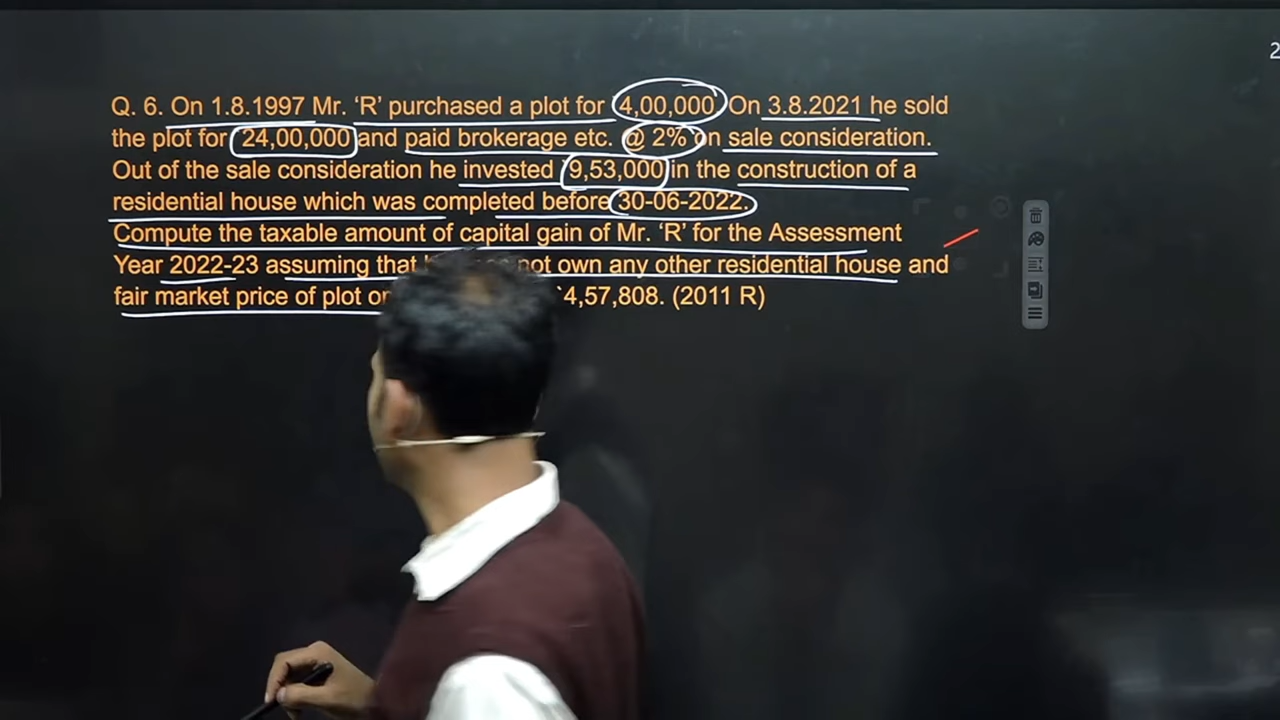 Q. 6. On 1.8.1997 Mr. ‘R’ purchased a plot for 4,00,000 On 3.8.2021 he sold
the plot for 24,00,000 and paid brokerage etc. @ 2% on sale consideration.
Out of the sale consideration he invested 9,53,000 in the construction of a
residential house which was completed before 30-06-2022.
Compute the taxable amount of capital gain of Mr. ‘R’ for the Assessment
Year 2022-23 assuming that not own any other residential house and
fair market price of plot `4,57,808. (2011 R)
2